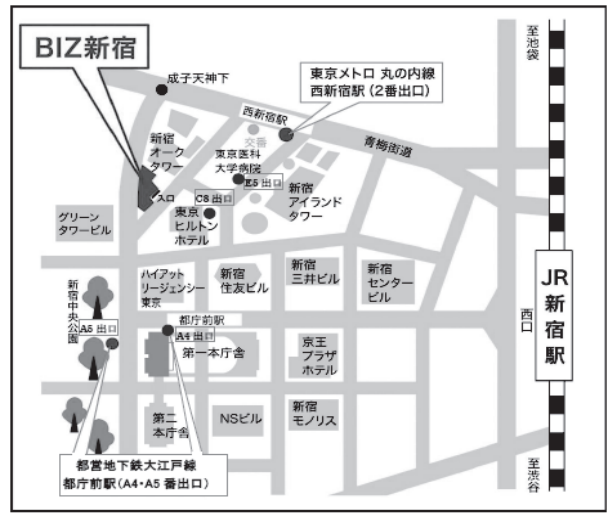 BIZ新宿
成子天神下
東京メトロ 丸の内線
西新宿駅(2番出口)
至池袋
西新宿駅
交番
青梅街道
新宿
オーク
タワー
東京医科
大学病院
E5 出口
新宿
アイランド
タワー
C8 出口
東京
ヒルトン
ホテル
グリーン
タワービル
ハイアット
リージェンシー
東京
新宿
住友ビル
新宿
三井ビル
新宿
センター
ビル
JR新宿駅
西口
新宿中央公園
A5 出口
都庁前駅
A4 出口
第一本庁舎
京王
プラザ
ホテル
第二
本庁舎
NSビル
新宿
モノリス
都営地下鉄大江戸線
都庁前駅(A4・A5 番出口)
至渋谷